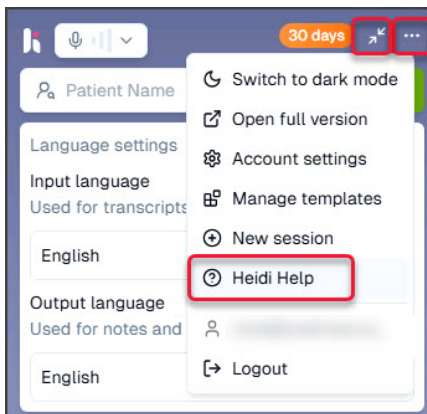 30 days
Patient Name
Switch to dark mode
Open full version
Account settings
Manage templates
New session
Heidi Help
Logout
Language settings
Input language
Used for transcripts
English
Output language
Used for notes and
English